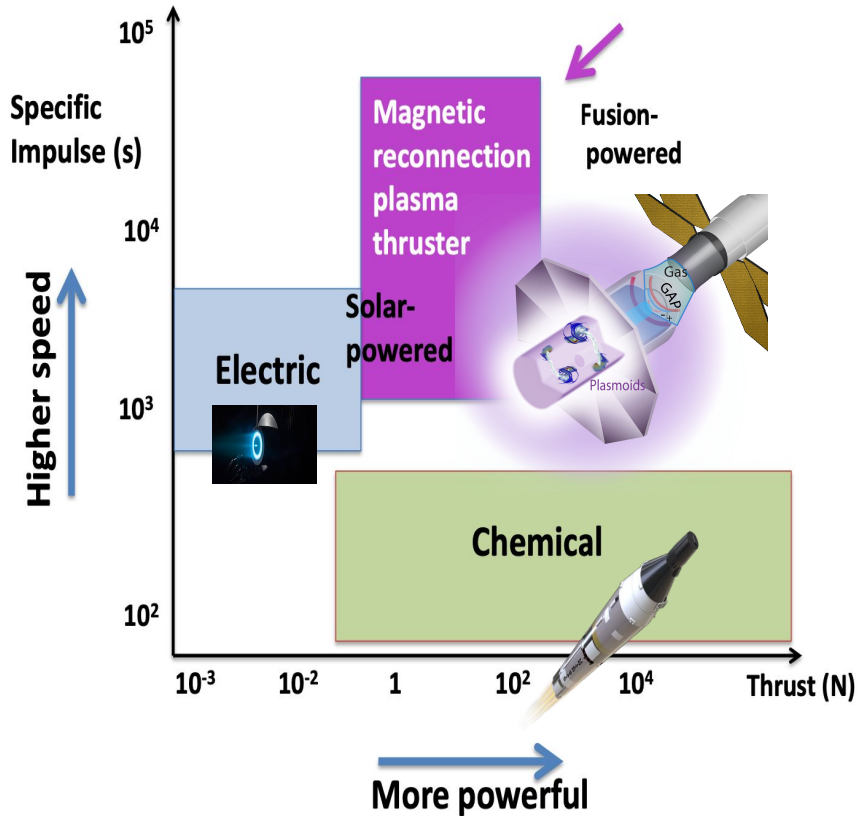 10⁵
Specific
Impulse (s)
Magnetic
reconnection
plasma
thruster
Fusion-
powered
10⁴
Gas
GAP
- +
Solar-
powered
Electric
Plasmoids
10³
Higher speed
Chemical
10²
10⁻³
10⁻²
1
10²
10⁴
Thrust (N)
More powerful